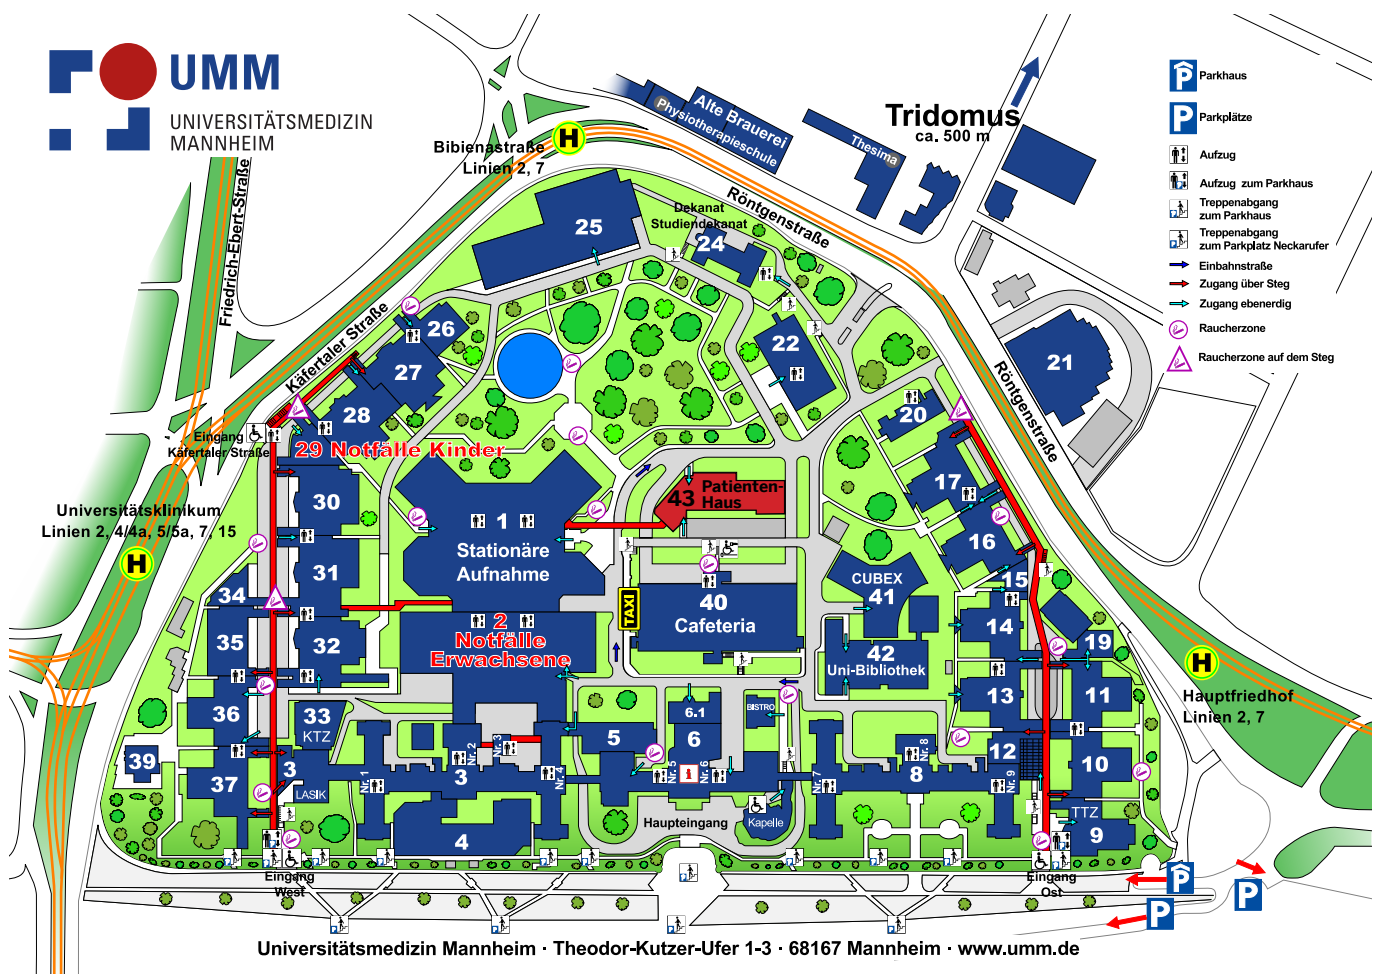 UMM
UNIVERSITÄTSMEDIZIN
MANNHEIM
Bibienastraße
Linien 2, 7
H
Alte Brauerei
Physiotherapieschule
Thesima
Tridomus
ca. 500 m
Parkhaus
Parkplätze
Aufzug
Aufzug zum Parkhaus
Treppenabgang
zum Parkhaus
Treppenabgang
zum Parkplatz Neckarufer
Einbahnstraße
Zugang über Steg
Zugang ebenerdig
Raucherzone
Raucherzone auf dem Steg
Friedrich-Ebert-Straße
Käfertaler Straße
Röntgenstraße
Röntgenstraße
Dekanat
Studiendekanat
25
24
26
27
28
22
21
20
Eingang
Käfertaler Straße
29 Notfälle Kinder
30
31
32
34
35
36
37
39
33
KTZ
LASIK
Universitätsklinikum
Linien 2, 4/4a, 5/5a, 7, 15
H
1
Stationäre
Aufnahme
2
Notfälle
Erwachsene
43
Patienten-
Haus
TAXI
40
Cafeteria
CUBEX
41
42
Uni-Bibliothek
17
16
15
14
13
12
19
11
10
TTZ
9
H
Hauptfriedhof
Linien 2, 7
6.1
6
BISTRO
5
3
Nr. 1
3
Nr. 2
Nr. 3
Nr. 4
Nr. 5
i
Nr. 6
Nr. 7
8
Nr. 8
Nr. 9
4
Haupteingang
Kapelle
Eingang
West
Eingang
Ost
P
P
P
Universitätsmedizin Mannheim · Theodor-Kutzer-Ufer 1-3 · 68167 Mannheim · www.umm.de